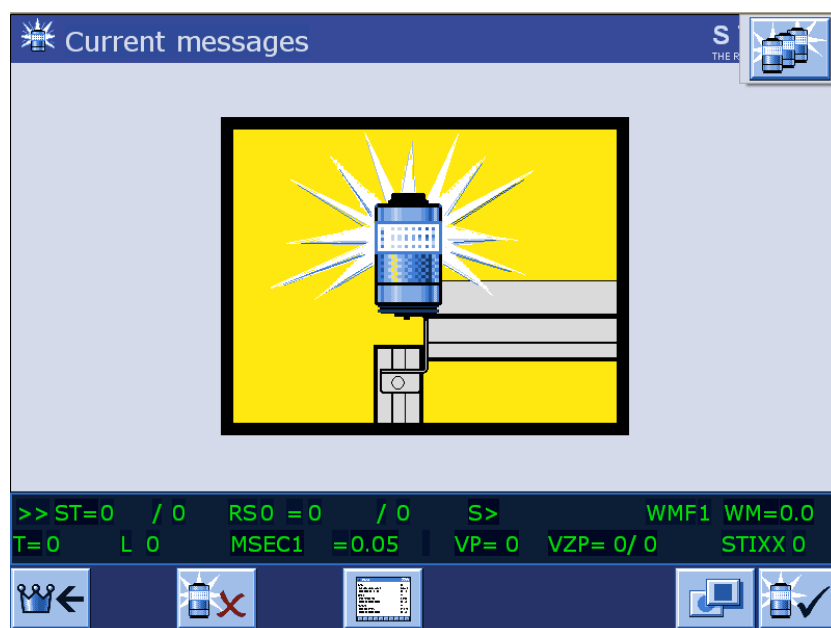 Current messages
S
THE R
>> ST=0 / 0 RS0 = 0 / 0 S> WMF1 WM=0.0
T= 0 L 0 MSEC1 =0.05 VP= 0 VZP= 0/ 0 STIXX 0